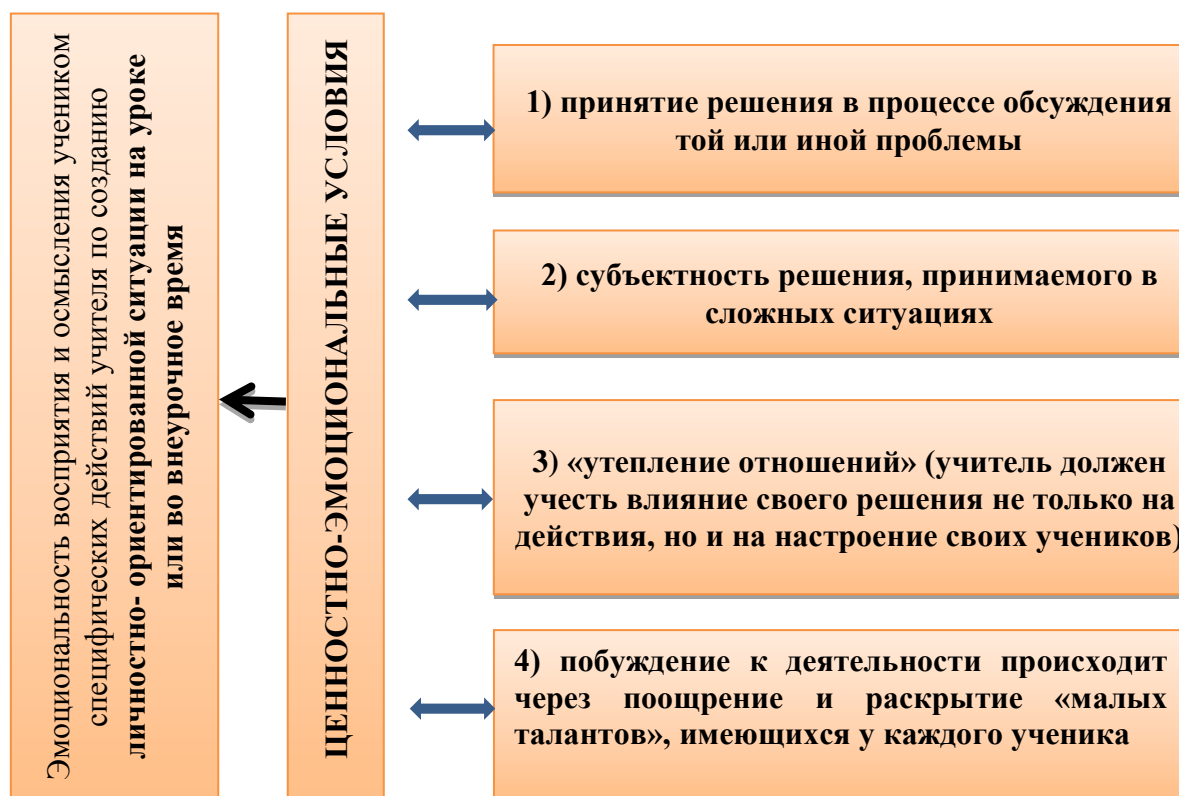 Эмоциональность восприятия и осмысления учеником
специфических действий учителя по созданию
личностно- ориентированной ситуации на уроке
или во внеурочное время
ЦЕННОСТНО-ЭМОЦИОНАЛЬНЫЕ УСЛОВИЯ
1) принятие решения в процессе обсуждения
той или иной проблемы
2) субъектность решения, принимаемого в
сложных ситуациях
3) «утепление отношений» (учитель должен
учесть влияние своего решения не только на
действия, но и на настроение своих учеников)
4) побуждение к деятельности происходит
через поощрение и раскрытие «малых
талантов», имеющихся у каждого ученика